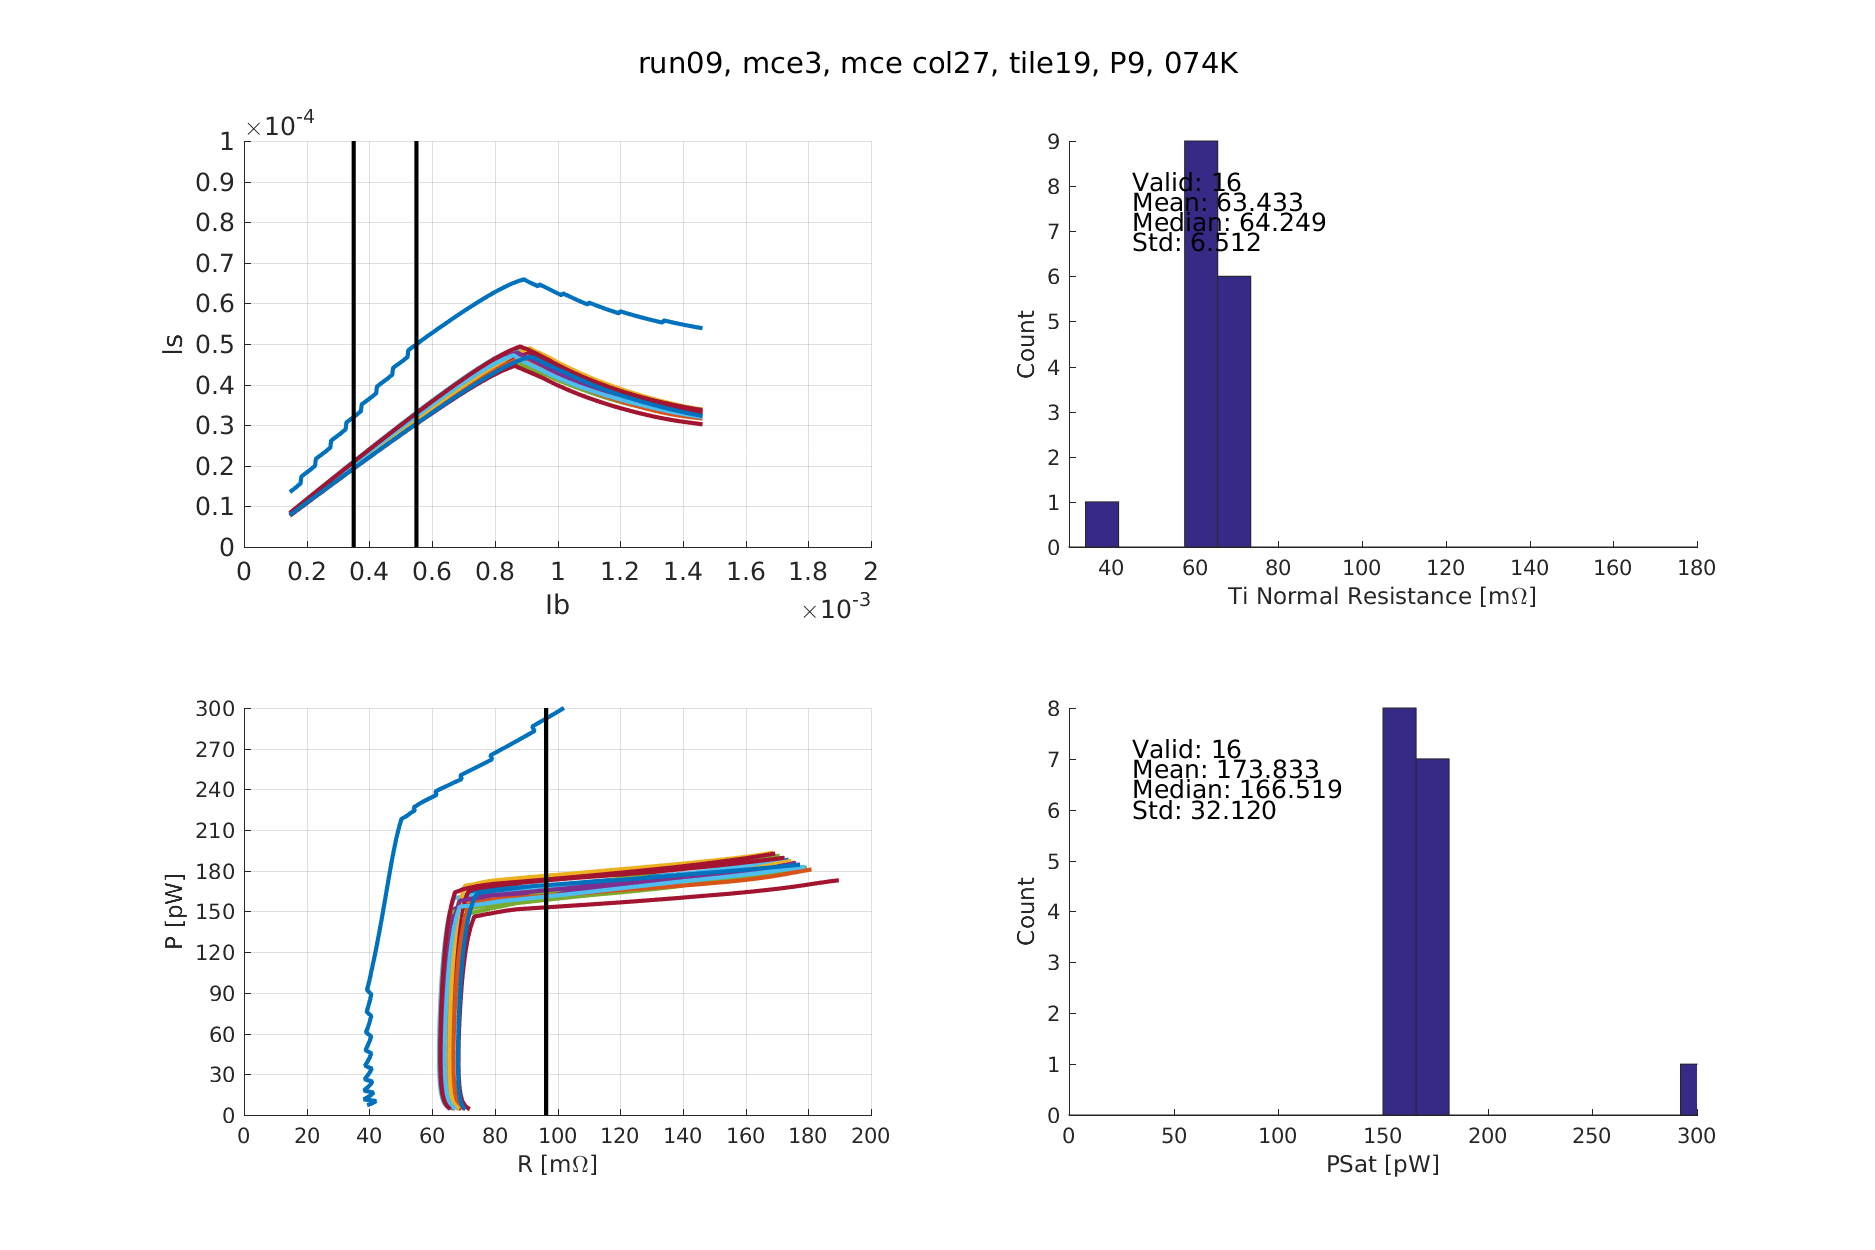 run09, mce3, mce col27, tile19, P9, 074K
×10-4
1
0.9
0.8
0.7
0.6
0.5
0.4
0.3
0.2
0.1
0
Is
0 0.2 0.4 0.6 0.8 1 1.2 1.4 1.6 1.8 2
Ib
×10-3
9
8
7
6
5
4
3
2
1
0
Count
Valid: 16
Mean: 63.433
Median: 64.249
Std: 6.512
40 60 80 100 120 140 160 180
Ti Normal Resistance [mΩ]
300
270
240
210
180
150
120
90
60
30
0
P [pW]
0 20 40 60 80 100 120 140 160 180 200
R [mΩ]
8
7
6
5
4
3
2
1
0
Count
Valid: 16
Mean: 173.833
Median: 166.519
Std: 32.120
0 50 100 150 200 250 300
PSat [pW]